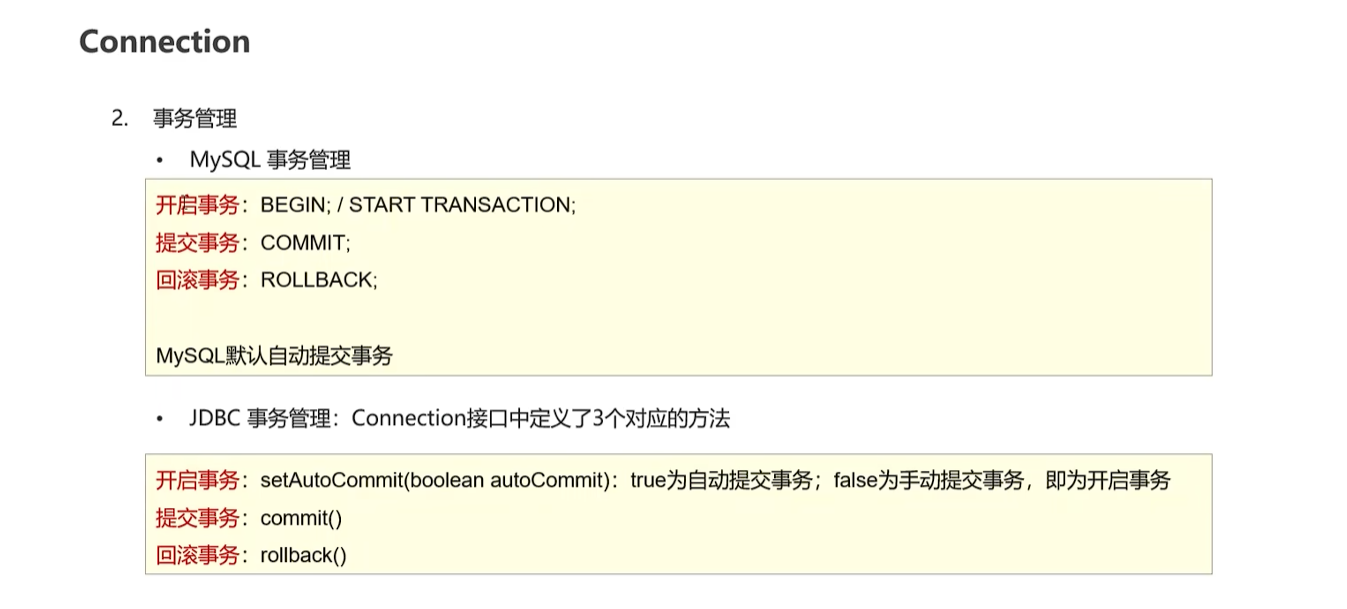 Connection
2. 事务管理
• MySQL 事务管理
开启事务：BEGIN; / START TRANSACTION;
提交事务：COMMIT;
回滚事务：ROLLBACK;
MySQL默认自动提交事务
• JDBC 事务管理：Connection接口中定义了3个对应的方法
开启事务：setAutoCommit(boolean autoCommit)：true为自动提交事务；false为手动提交事务，即为开启事务
提交事务：commit()
回滚事务：rollback()